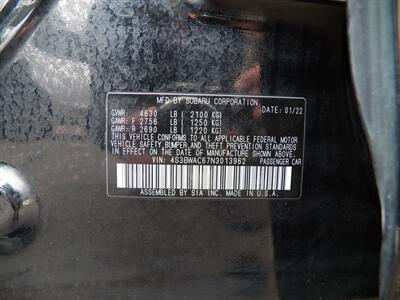 MFD BY SUBARU CORPORATION
GVWR: 4630 LB ( 2100 KG) DATE: 01/22
GAWR: F 2756 LB ( 1250 KG)
GAWR: R 2690 LB ( 1220 KG)
THIS VEHICLE CONFORMS TO ALL APPLICABLE FEDERAL MOTOR
VEHICLE SAFETY,BUMPER,AND THEFT PREVENTION STANDARDS
IN EFFECT ON THE DATE OF MANUFACTURE SHOWN ABOVE.
VIN: 4S3BWAC67N3013962 PASSENGER CAR
ASSEMBLED BY SIA INC. MADE IN U.S.A.